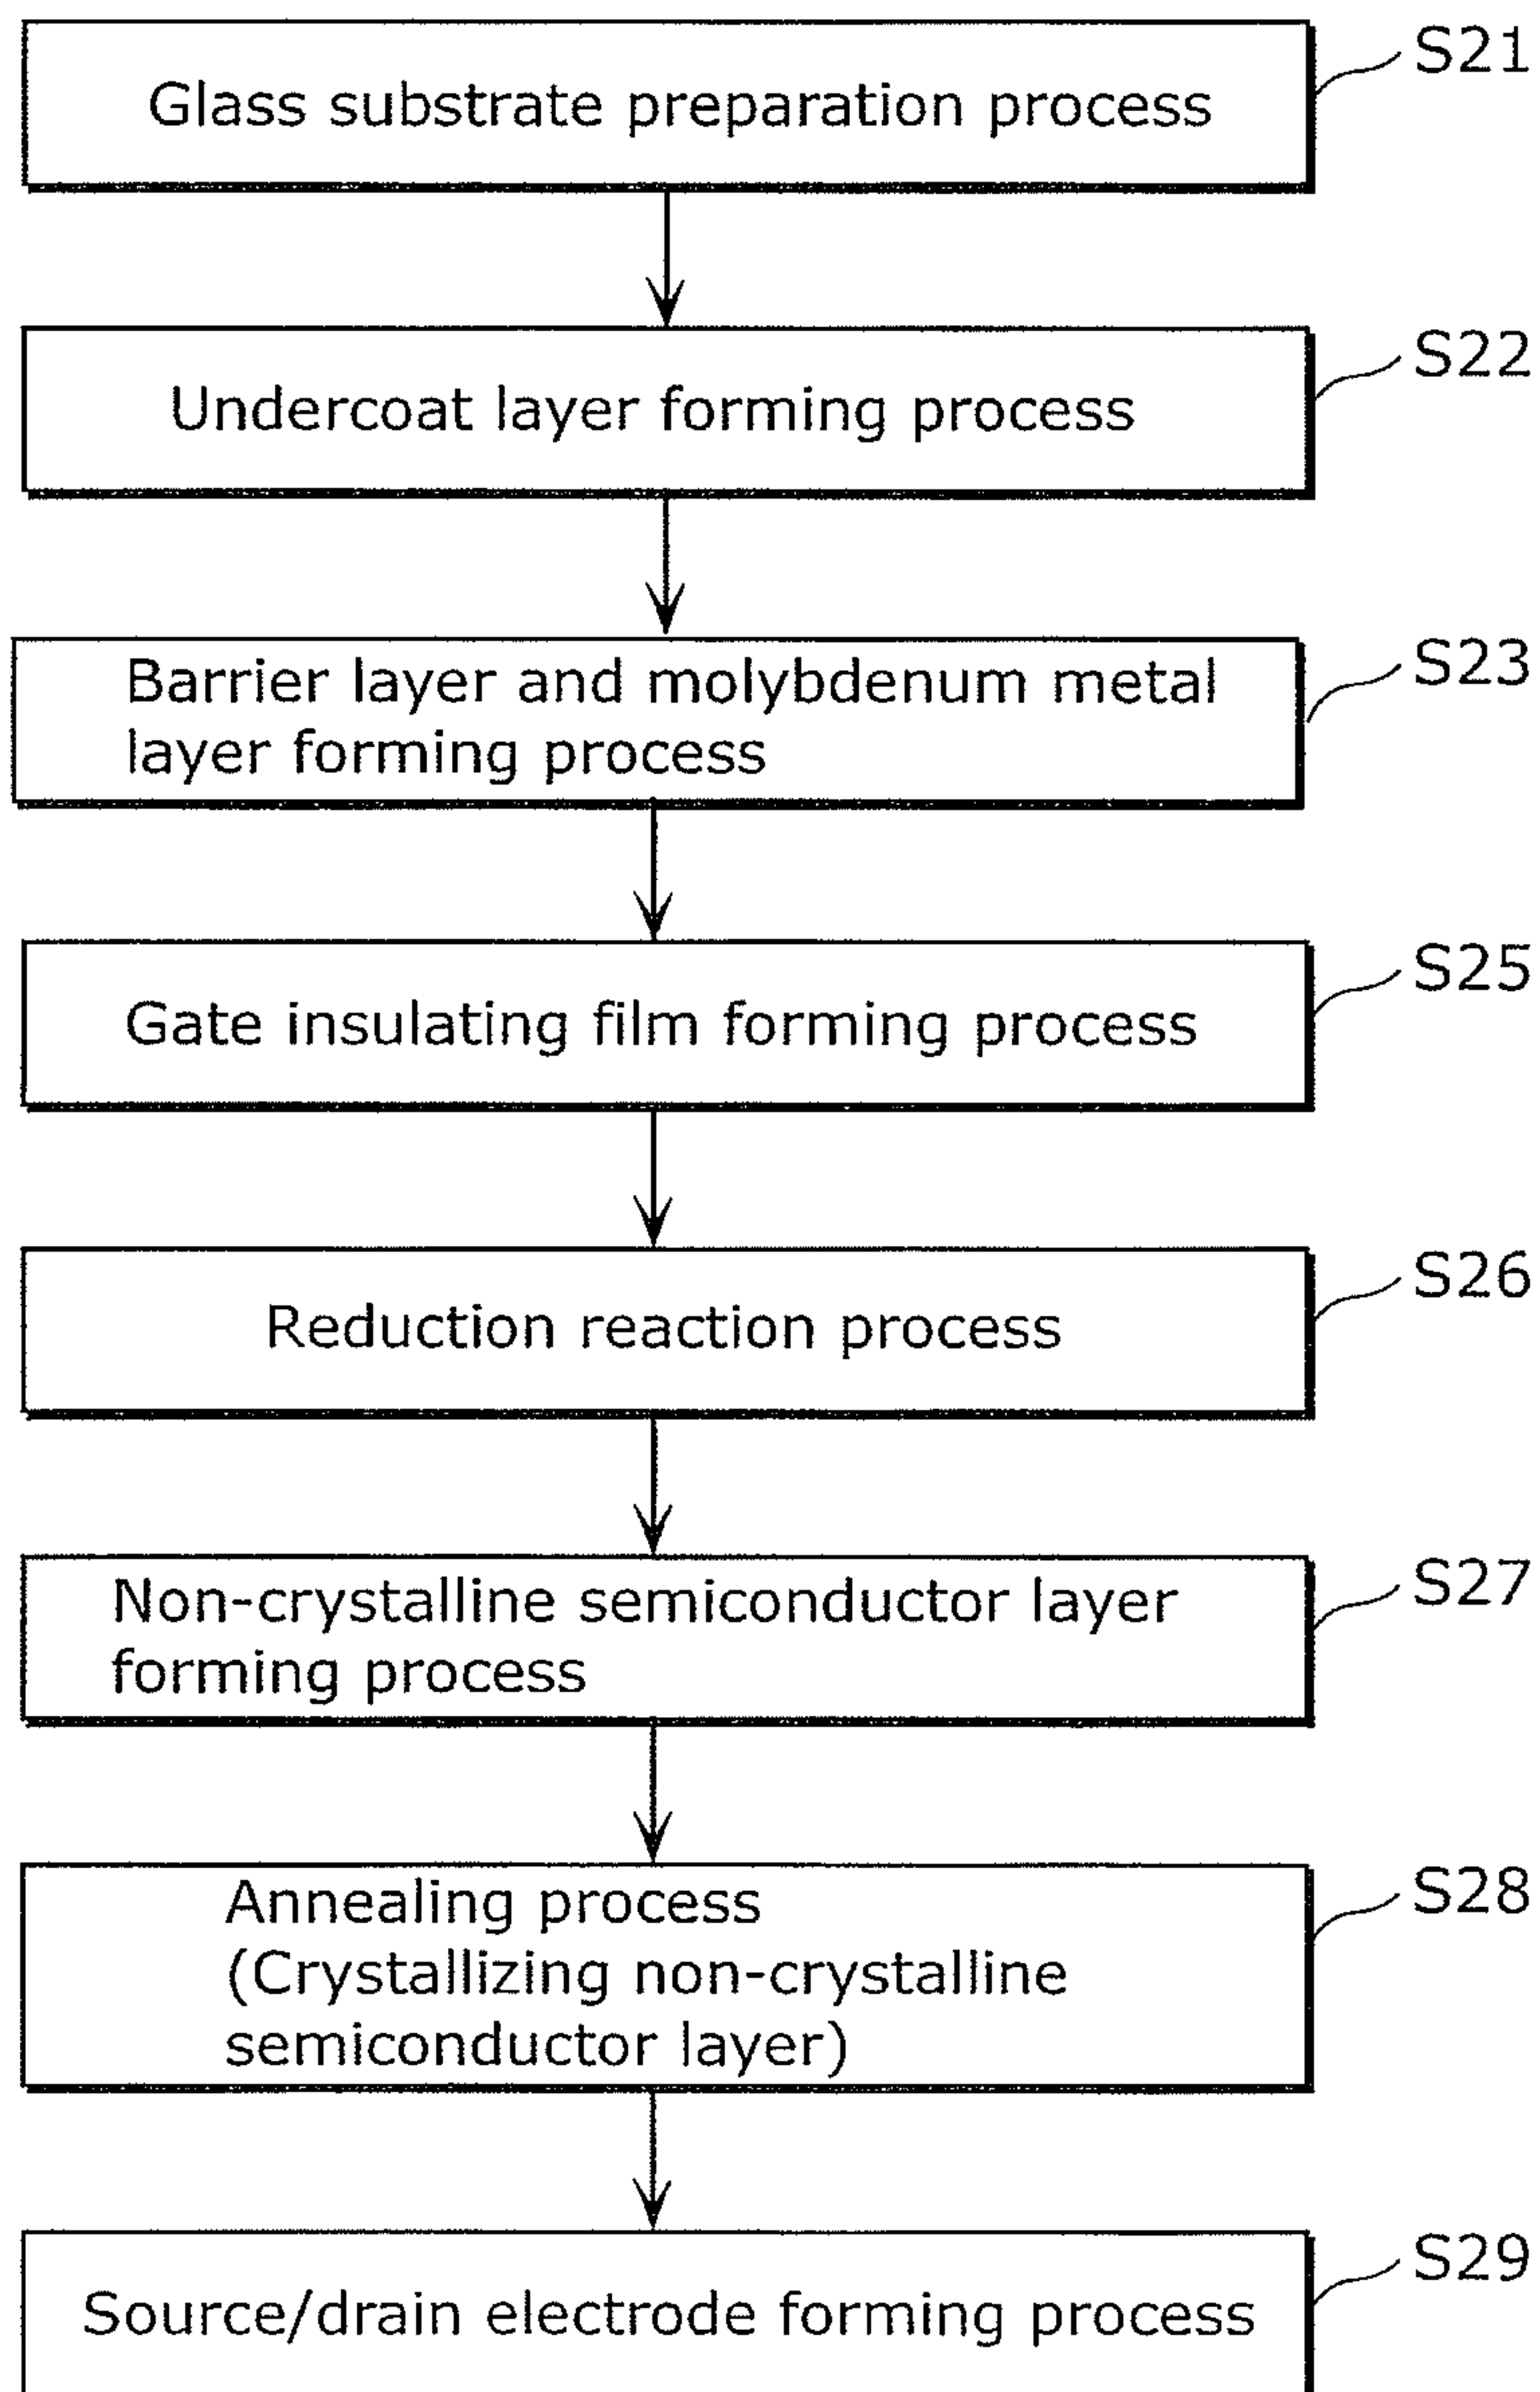 Glass substrate preparation process
S21
Undercoat layer forming process
S22
Barrier layer and molybdenum metal
layer forming process
S23
Gate insulating film forming process
S25
Reduction reaction process
S26
Non-crystalline semiconductor layer
forming process
S27
Annealing process
(Crystallizing non-crystalline
semiconductor layer)
S28
Source/drain electrode forming process
S29